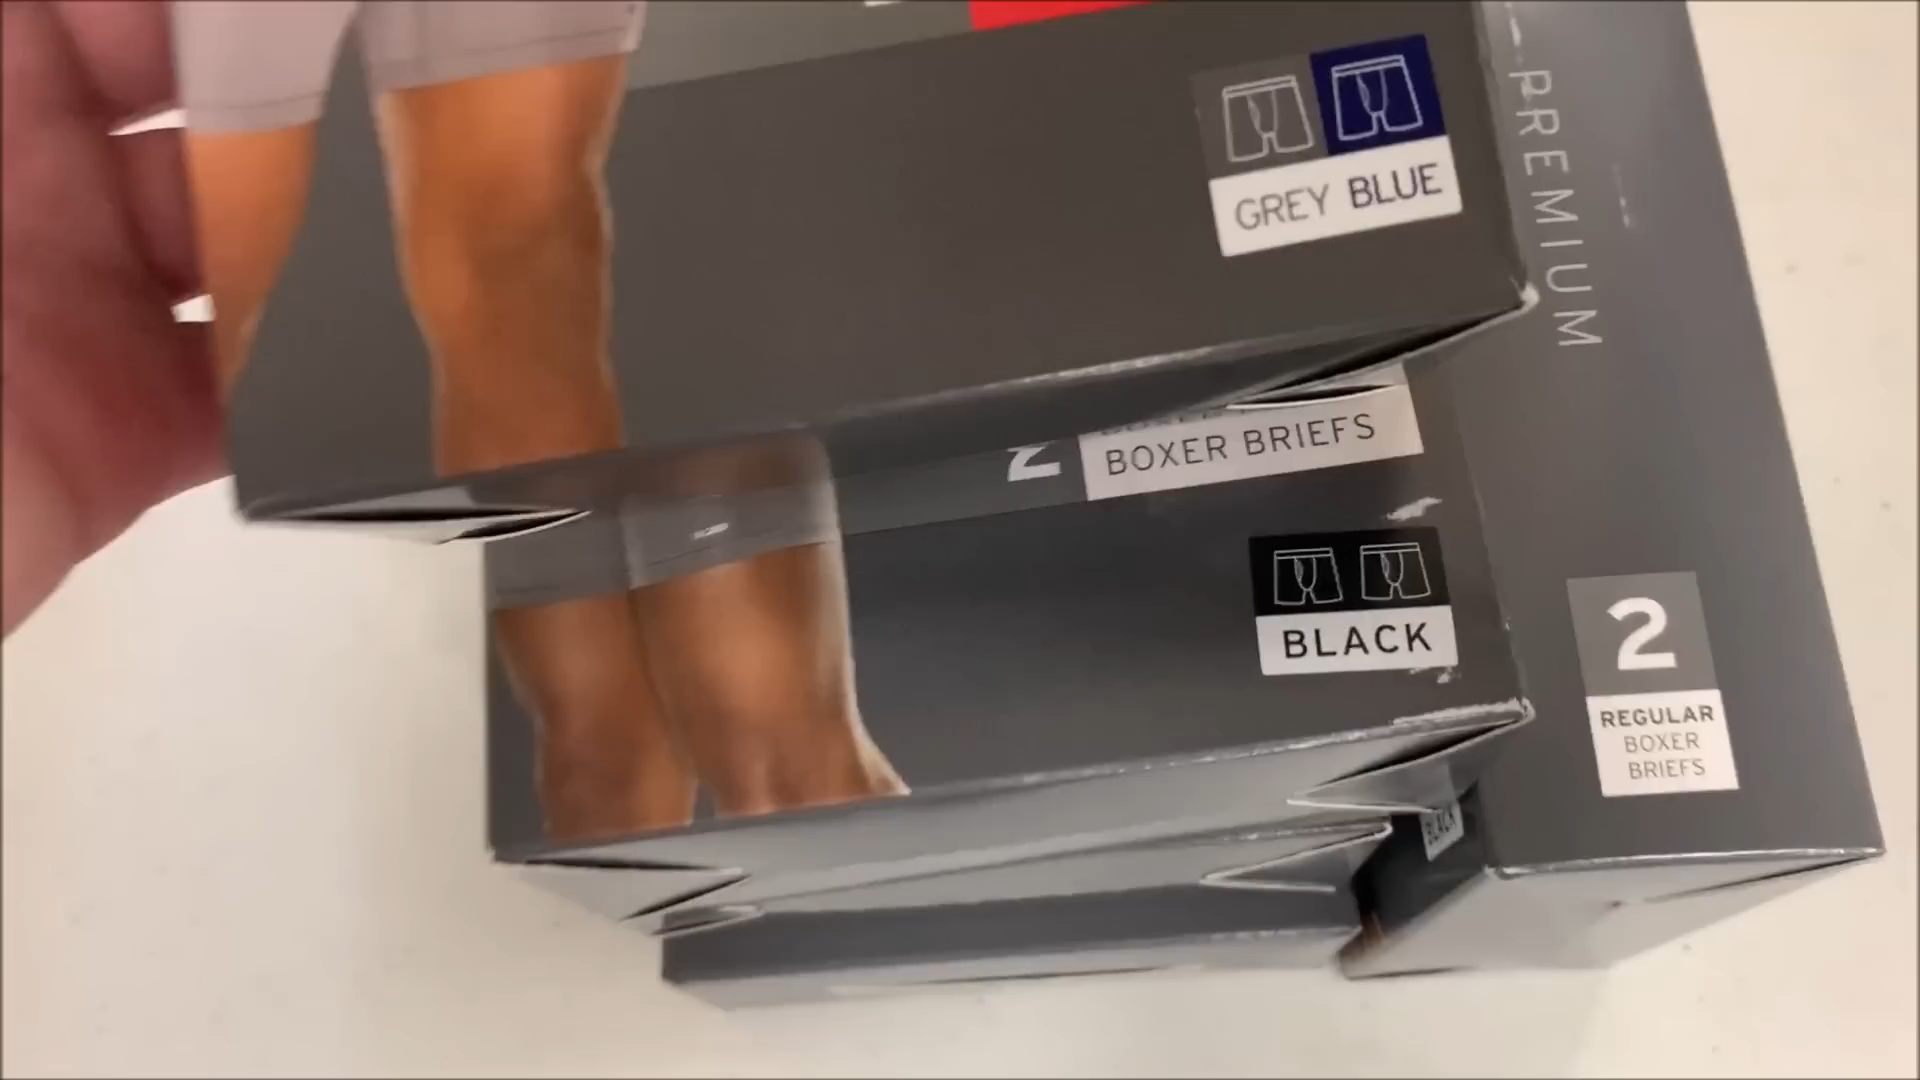 GREY BLUE
PREMIUM
2
BOXER BRIEFS
BLACK
2
REGULAR
BOXER
BRIEFS
BLACK